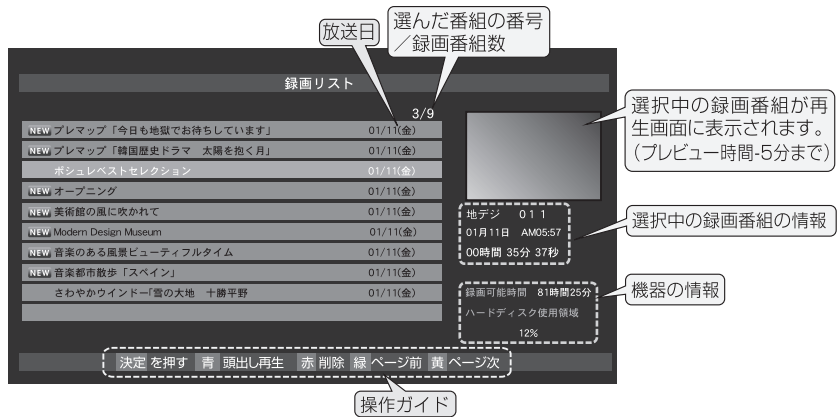 放送日
選んだ番組の番号
／録画番組数
録画リスト
3/9
NEW プレマップ「今日も地獄でお待ちしています」 01/11(金)
NEW プレマップ「韓国歴史ドラマ 太陽を抱く月」 01/11(金)
ポシュレベストセレクション 01/11(金)
NEW オープニング 01/11(金)
NEW 美術館の風に吹かれて 01/11(金)
NEW Modern Design Museum 01/11(金)
NEW 音楽のある風景ビューティフルタイム 01/11(金)
NEW 音楽都市散歩「スペイン」 01/11(金)
さわやかウインドー「雪の大地 十勝平野 01/11(金)
選択中の録画番組が再
生画面に表示されます。
（プレビュー時間-5分まで）
地デジ 011
01月11日 AM05:57
00時間 35分 37秒
選択中の録画番組の情報
録画可能時間 81時間25分
ハードディスク使用領域
12%
機器の情報
決定 を押す 青 頭出し再生 赤 削除 緑 ページ前 黄 ページ次
操作ガイド